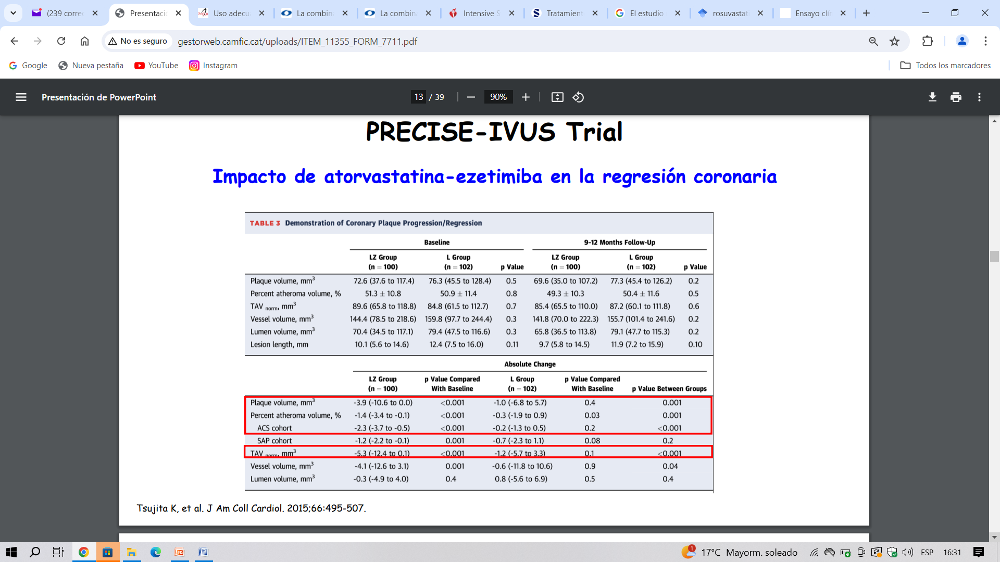 (239 correc
Presentació
Uso adecua
La combina
La combina
Intensive S
Tratamient
El estudio
rosuvastat
Ensayo clín
No es seguro
gestorweb.camfic.cat/uploads/ITEM_11355_FORM_7711.pdf
Google
Nueva pestaña
YouTube
Instagram
Todos los marcadores
Presentación de PowerPoint
13 / 39
90%
PRECISE-IVUS Trial
Impacto de atorvastatina-ezetimiba en la regresión coronaria
TABLE 3 Demonstration of Coronary Plaque Progression/Regression
Baseline 9-12 Months Follow-Up
LZ Group (n = 100) L Group (n = 102) p Value LZ Group (n = 100) L Group (n = 102) p Value
Plaque volume, mm³ 72.6 (37.6 to 117.4) 76.3 (45.5 to 128.4) 0.5 69.6 (35.0 to 107.2) 77.3 (45.4 to 126.2) 0.2
Percent atheroma volume, % 51.3 ± 10.8 50.9 ± 11.4 0.8 49.3 ± 10.3 50.4 ± 11.6 0.5
TAV norm, mm³ 89.6 (65.8 to 118.8) 84.8 (61.5 to 112.7) 0.7 85.4 (65.5 to 110.0) 87.2 (60.1 to 111.8) 0.6
Vessel volume, mm³ 144.4 (78.5 to 218.6) 159.8 (97.7 to 244.4) 0.3 141.8 (70.0 to 222.3) 155.7 (101.4 to 241.6) 0.2
Lumen volume, mm³ 70.4 (34.5 to 117.1) 79.4 (47.5 to 116.6) 0.3 65.8 (36.5 to 113.8) 79.1 (47.7 to 115.3) 0.2
Lesion length, mm 10.1 (5.6 to 14.6) 12.4 (7.5 to 16.0) 0.11 9.7 (5.8 to 14.5) 11.9 (7.2 to 15.9) 0.10
Absolute Change
LZ Group (n = 100) p Value Compared With Baseline L Group (n = 102) p Value Compared With Baseline p Value Between Groups
Plaque volume, mm³ -3.9 (-10.6 to 0.0) <0.001 -1.0 (-6.8 to 5.7) 0.4 0.001
Percent atheroma volume, % -1.4 (-3.4 to -0.1) <0.001 -0.3 (-1.9 to 0.9) 0.03 0.001
ACS cohort -2.3 (-3.7 to -0.5) <0.001 -0.2 (-1.3 to 0.5) 0.2 <0.001
SAP cohort -1.2 (-2.2 to -0.1) 0.001 -0.7 (-2.3 to 1.1) 0.08 0.2
TAV norm, mm³ -5.3 (-12.4 to 0.1) <0.001 -1.2 (-5.7 to 3.3) 0.1 <0.001
Vessel volume, mm³ -4.1 (-12.6 to 3.1) 0.001 -0.6 (-11.8 to 10.6) 0.9 0.04
Lumen volume, mm³ -0.3 (-4.9 to 4.0) 0.4 0.8 (-5.6 to 6.9) 0.5 0.4
Tsujita K, et al. J Am Coll Cardiol. 2015;66:495-507.
1
17°C Mayorm. soleado
ESP
16:31